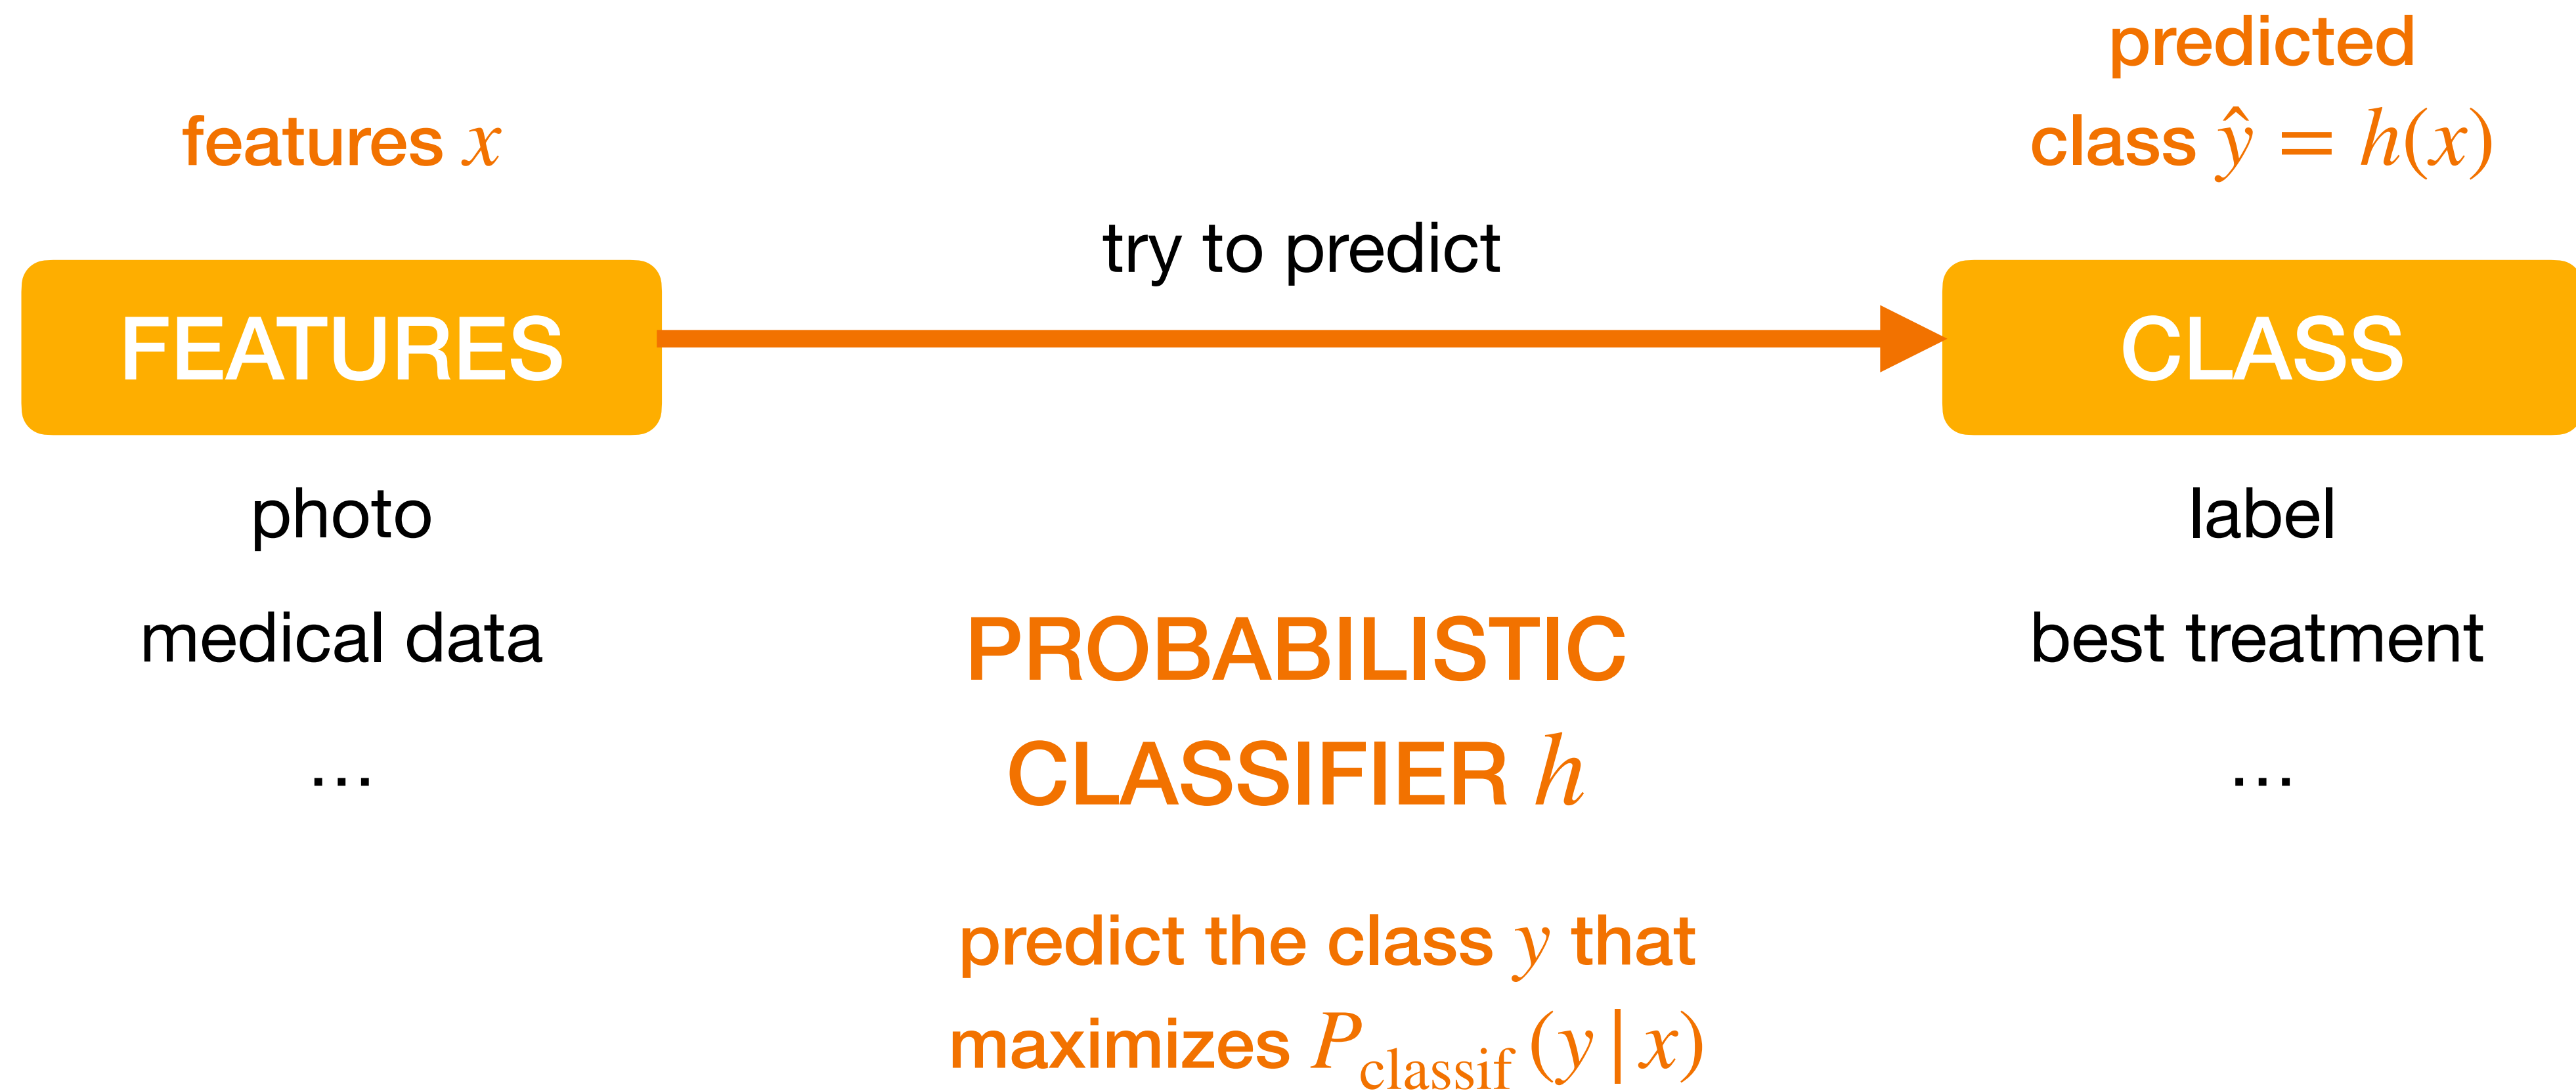 features x
predicted
class ŷ = h(x)
try to predict
FEATURES
CLASS
photo
medical data
...
label
best treatment
...
PROBABILISTIC
CLASSIFIER h
predict the class y that
maximizes P_classif (y | x)